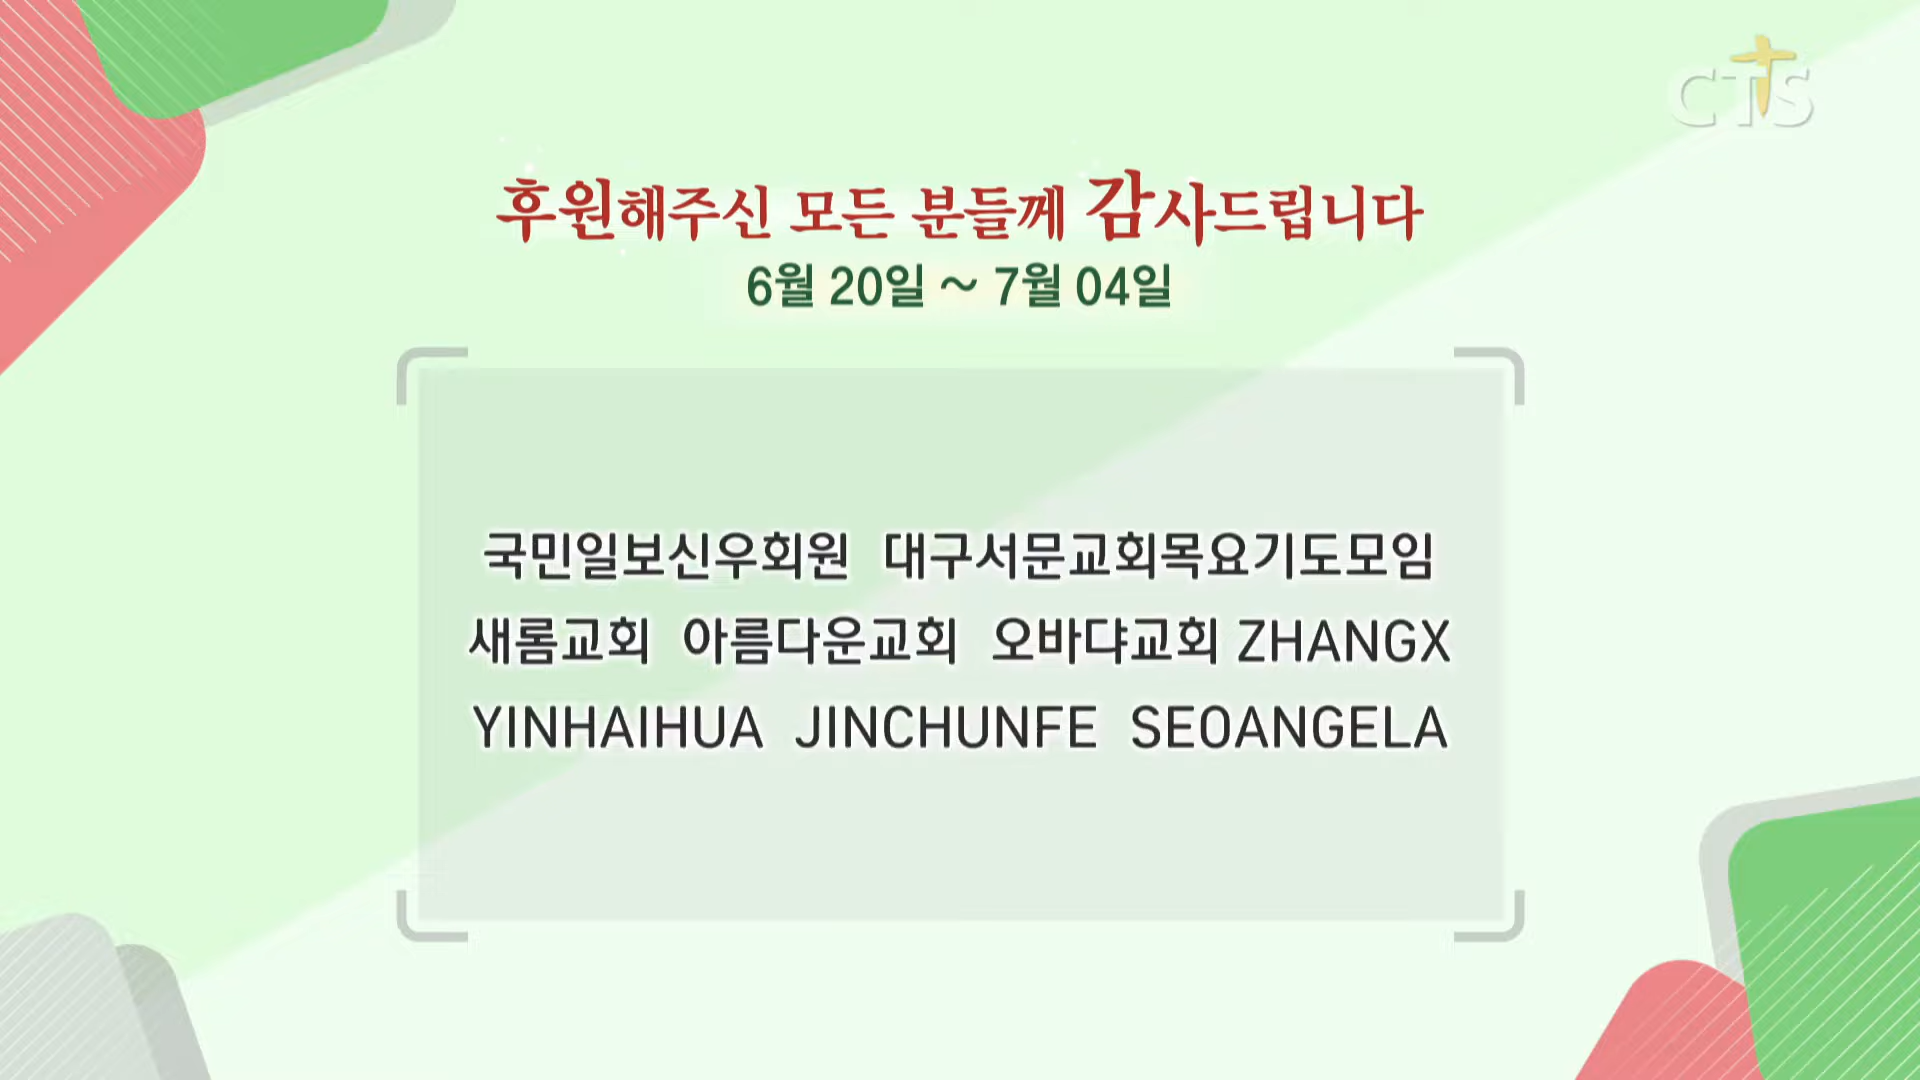 CTS
후원해주신 모든 분들께 감사드립니다
6월 20일 ~ 7월 04일
국민일보신우회원 대구서문교회목요기도모임
새롬교회 아름다운교회 오바댜교회 ZHANGX
YINHAIHUA JINCHUNFE SEOANGELA